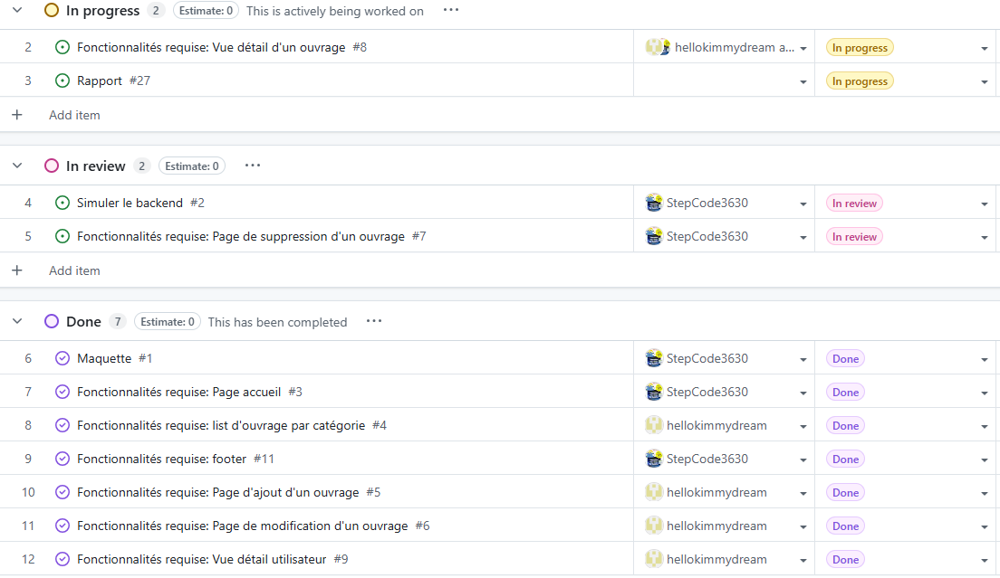 In progress 2 Estimate: 0 This is actively being worked on ...
2 Fonctionnalités requise: Vue détail d'un ouvrage #8 hellokimmydream a... In progress
3 Rapport #27 In progress
+ Add item
In review 2 Estimate: 0 ...
4 Simuler le backend #2 StepCode3630 In review
5 Fonctionnalités requise: Page de suppression d'un ouvrage #7 StepCode3630 In review
+ Add item
Done 7 Estimate: 0 This has been completed ...
6 Maquette #1 StepCode3630 Done
7 Fonctionnalités requise: Page accueil #3 StepCode3630 Done
8 Fonctionnalités requise: list d'ouvrage par catégorie #4 hellokimmydream Done
9 Fonctionnalités requise: footer #11 StepCode3630 Done
10 Fonctionnalités requise: Page d'ajout d'un ouvrage #5 hellokimmydream Done
11 Fonctionnalités requise: Page de modification d'un ouvrage #6 hellokimmydream Done
12 Fonctionnalités requise: Vue détail utilisateur #9 hellokimmydream Done